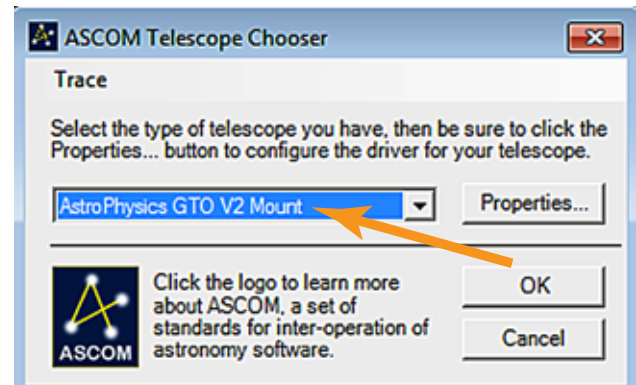 ASCOM Telescope Chooser
Trace
Select the type of telescope you have, then be sure to click the
Properties... button to configure the driver for your telescope.
AstroPhysics GTO V2 Mount
Properties...
Click the logo to learn more
about ASCOM, a set of
standards for inter-operation of
astronomy software.
ASCOM
OK
Cancel